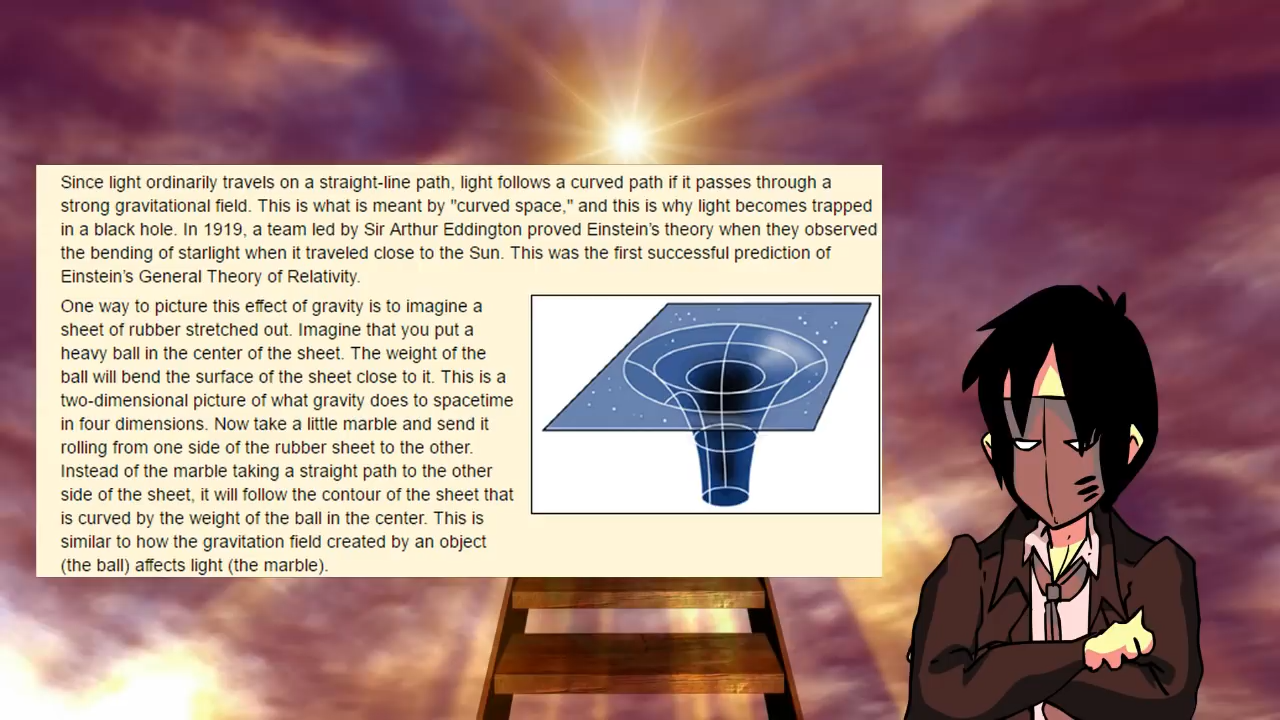 Since light ordinarily travels on a straight-line path, light follows a curved path if it passes through a
strong gravitational field. This is what is meant by "curved space," and this is why light becomes trapped
in a black hole. In 1919, a team led by Sir Arthur Eddington proved Einstein's theory when they observed
the bending of starlight when it traveled close to the Sun. This was the first successful prediction of
Einstein's General Theory of Relativity.
One way to picture this effect of gravity is to imagine a
sheet of rubber stretched out. Imagine that you put a
heavy ball in the center of the sheet. The weight of the
ball will bend the surface of the sheet close to it. This is a
two-dimensional picture of what gravity does to spacetime
in four dimensions. Now take a little marble and send it
rolling from one side of the rubber sheet to the other.
Instead of the marble taking a straight path to the other
side of the sheet, it will follow the contour of the sheet that
is curved by the weight of the ball in the center. This is
similar to how the gravitation field created by an object
(the ball) affects light (the marble).